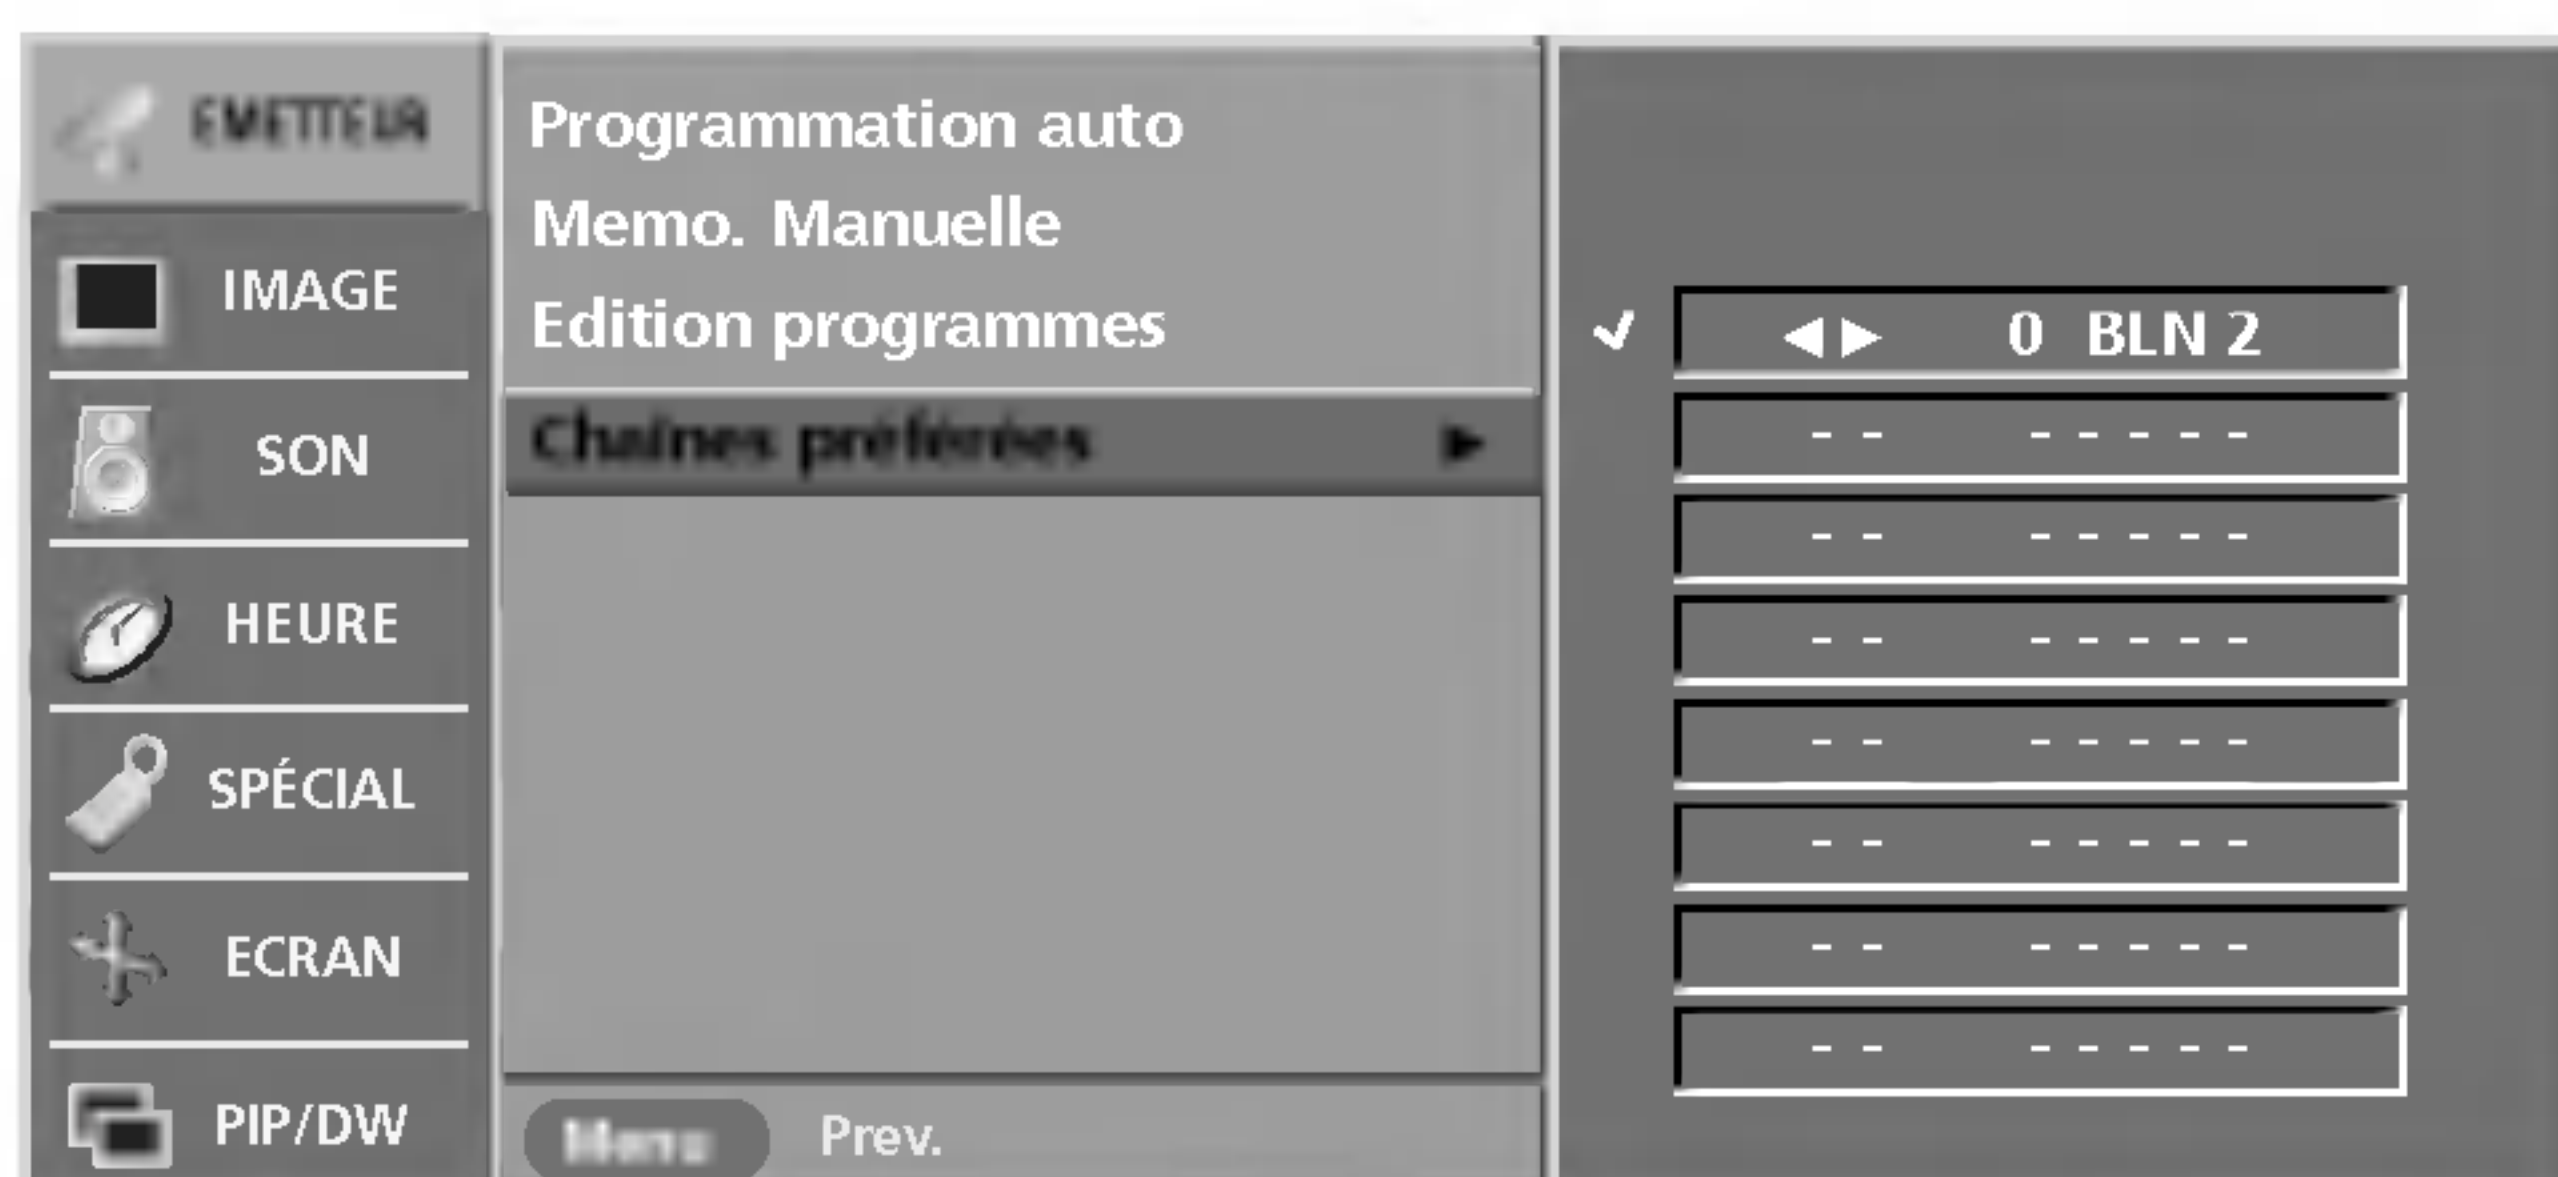 EMETTEUR
IMAGE
SON
HEURE
SPÉCIAL
ECRAN
PIP/DW
Programmation auto
Memo. Manuelle
Edition programmes
Chaînes préférées ▶
Menu Prev.
✓ ◀▶ 0 BLN 2
- - - - - - -
- - - - - - -
- - - - - - -
- - - - - - -
- - - - - - -
- - - - - - -
- - - - - - -